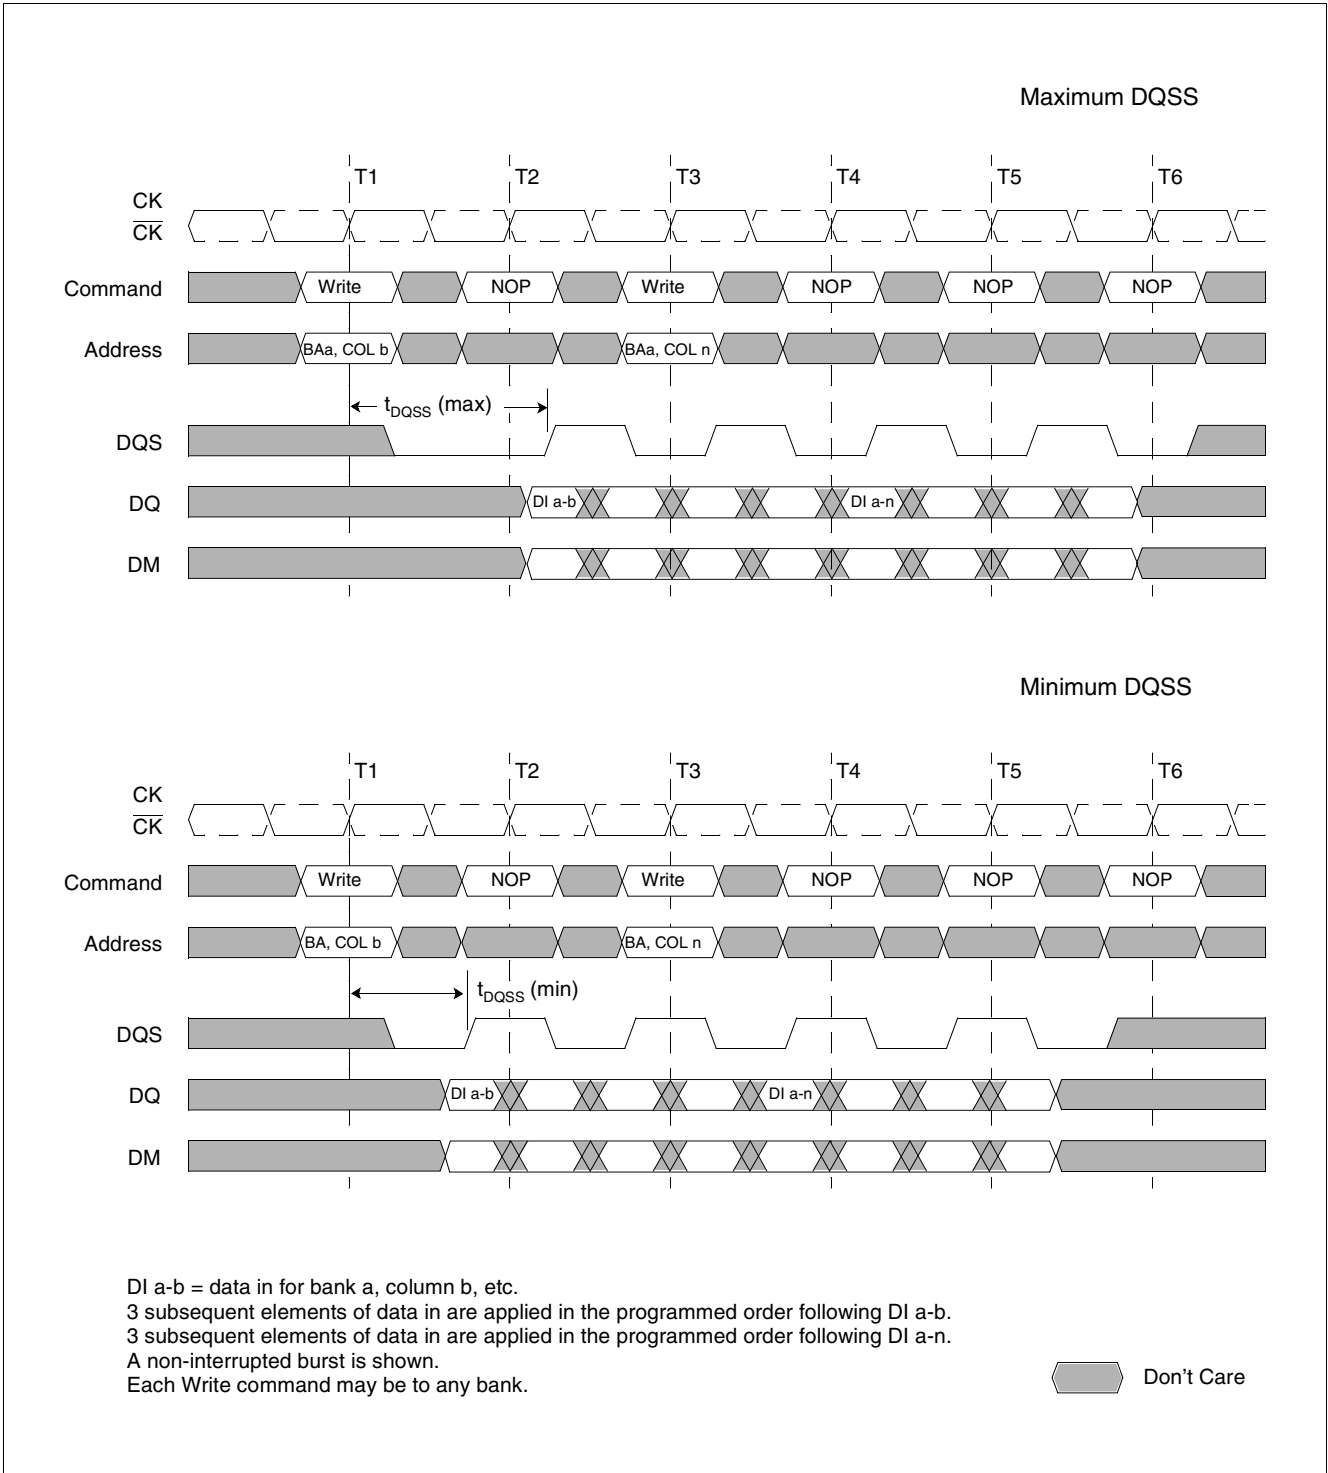 Maximum DQSS
T1 T2 T3 T4 T5 T6
CK
CK
Command Write NOP Write NOP NOP NOP
Address BAa, COL b BAa, COL n
tDQSS (max)
DQS
DQ DI a-b DI a-n
DM
Minimum DQSS
T1 T2 T3 T4 T5 T6
CK
CK
Command Write NOP Write NOP NOP NOP
Address BA, COL b BA, COL n
tDQSS (min)
DQS
DQ DI a-b DI a-n
DM
DI a-b = data in for bank a, column b, etc.
3 subsequent elements of data in are applied in the programmed order following DI a-b.
3 subsequent elements of data in are applied in the programmed order following DI a-n.
A non-interrupted burst is shown.
Each Write command may be to any bank.
Don't Care